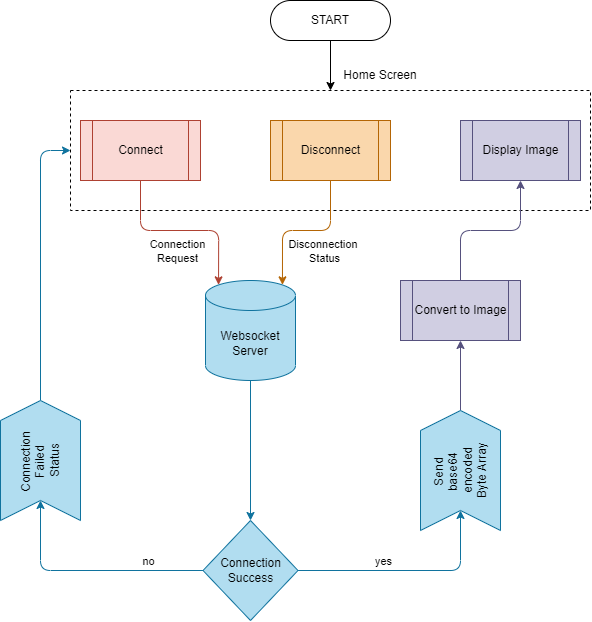 START
Home Screen
Connect
Disconnect
Display Image
Connection
Request
Disconnection
Status
Websocket
Server
Convert to Image
Connection
Failed
Status
Send
base64
encoded
Byte Array
Connection
Success
no
yes